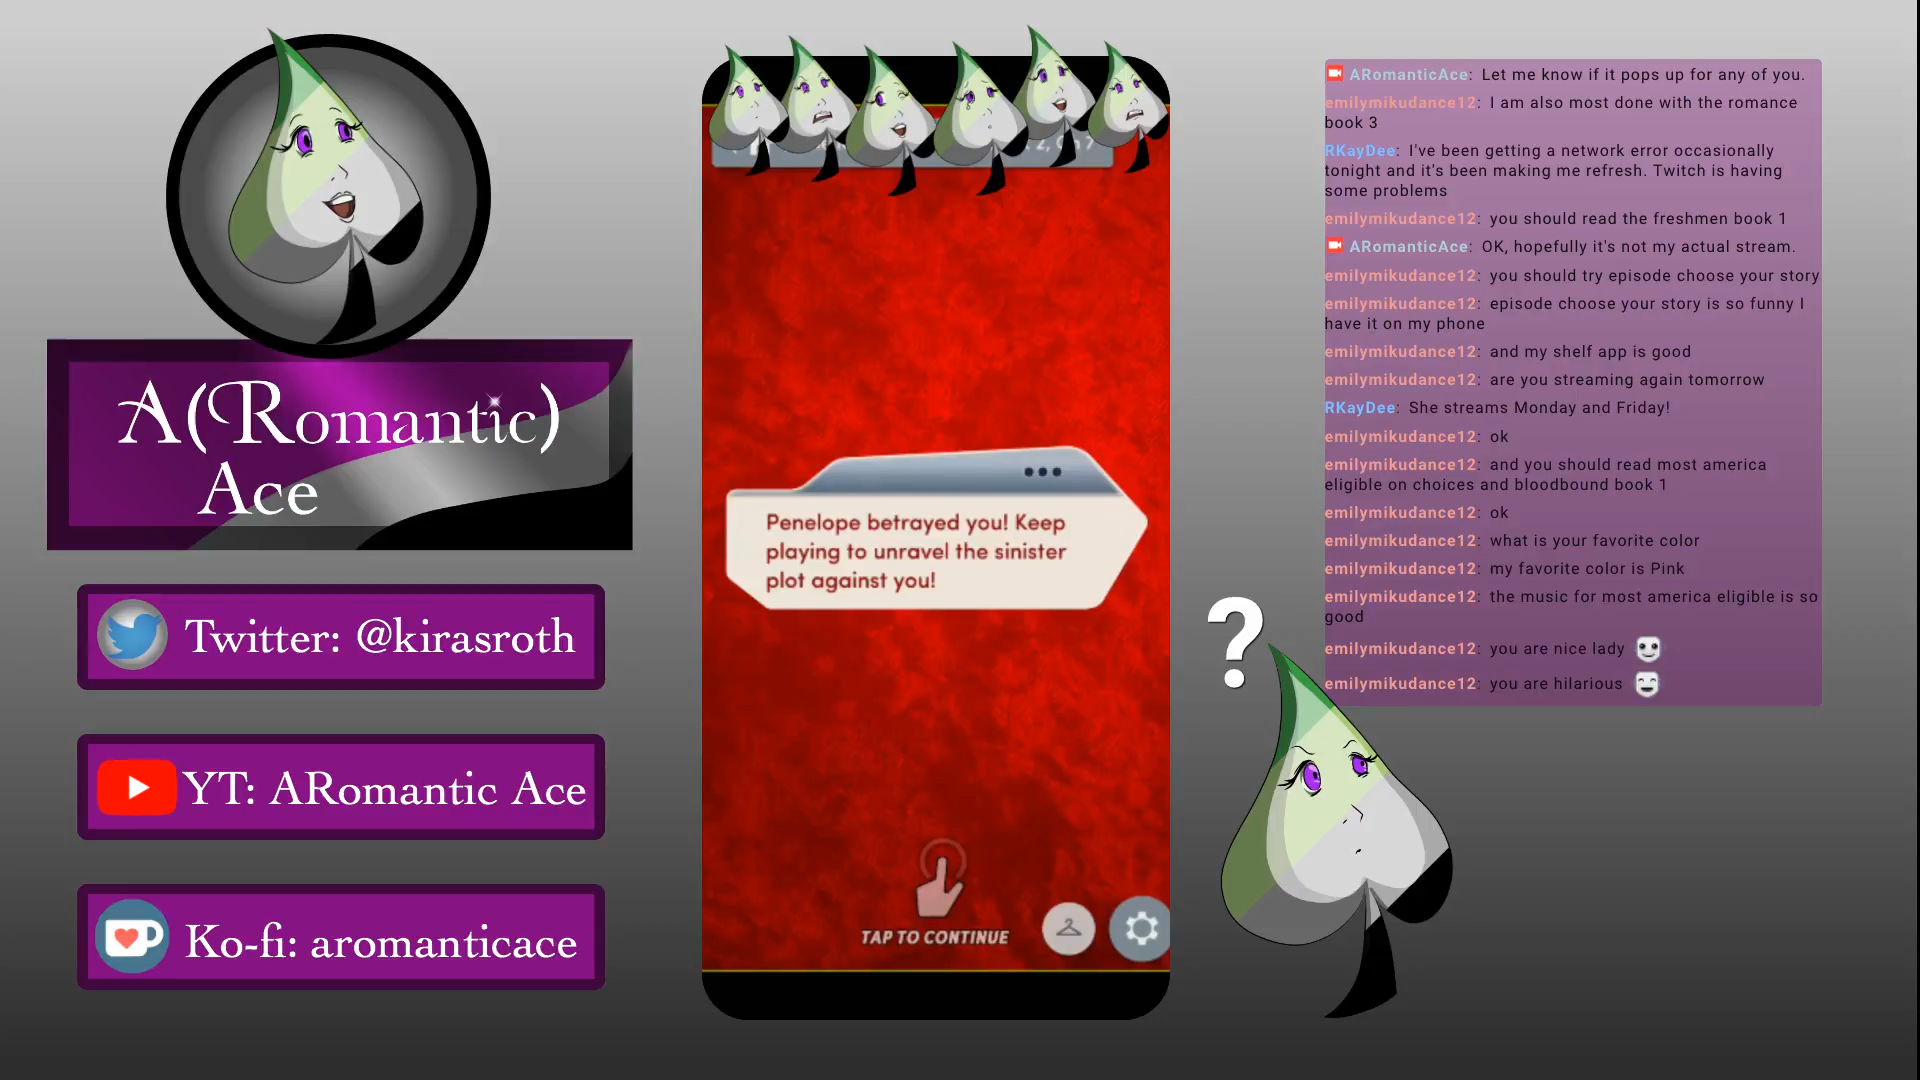 A(Romantic)
Ace
Twitter: @kirasroth
YT: ARomantic Ace
Ko-fi: aromanticace
Penelope betrayed you! Keep
playing to unravel the sinister
plot against you!
TAP TO CONTINUE
?
ARomanticAce: Let me know if it pops up for any of you.
emilymikudance12: I am also most done with the romance
book 3
RKayDee: I've been getting a network error occasionally
tonight and it's been making me refresh. Twitch is having
some problems
emilymikudance12: you should read the freshmen book 1
ARomanticAce: OK, hopefully it's not my actual stream.
emilymikudance12: you should try episode choose your story
emilymikudance12: episode choose your story is so funny I
have it on my phone
emilymikudance12: and my shelf app is good
emilymikudance12: are you streaming again tomorrow
RKayDee: She streams Monday and Friday!
emilymikudance12: ok
emilymikudance12: and you should read most america
eligible on choices and bloodbound book 1
emilymikudance12: ok
emilymikudance12: what is your favorite color
emilymikudance12: my favorite color is Pink
emilymikudance12: the music for most america eligible is so
good
emilymikudance12: you are nice lady
emilymikudance12: you are hilarious